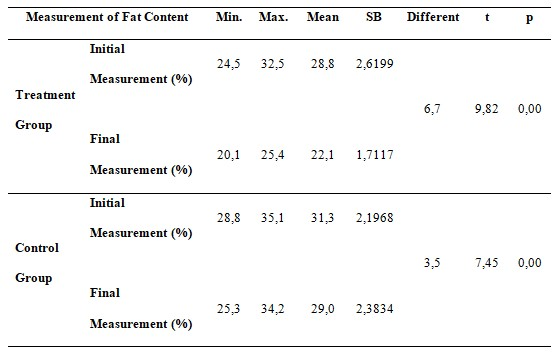 Measurement of Fat Content Min. Max. Mean SB Different t p
Initial
Measurement (%) 24,5 32,5 28,8 2,6199
Treatment
Group
6,7 9,82 0,00
Final
Measurement (%) 20,1 25,4 22,1 1,7117
Initial
Measurement (%) 28,8 35,1 31,3 2,1968
Control
Group
3,5 7,45 0,00
Final
Measurement (%) 25,3 34,2 29,0 2,3834